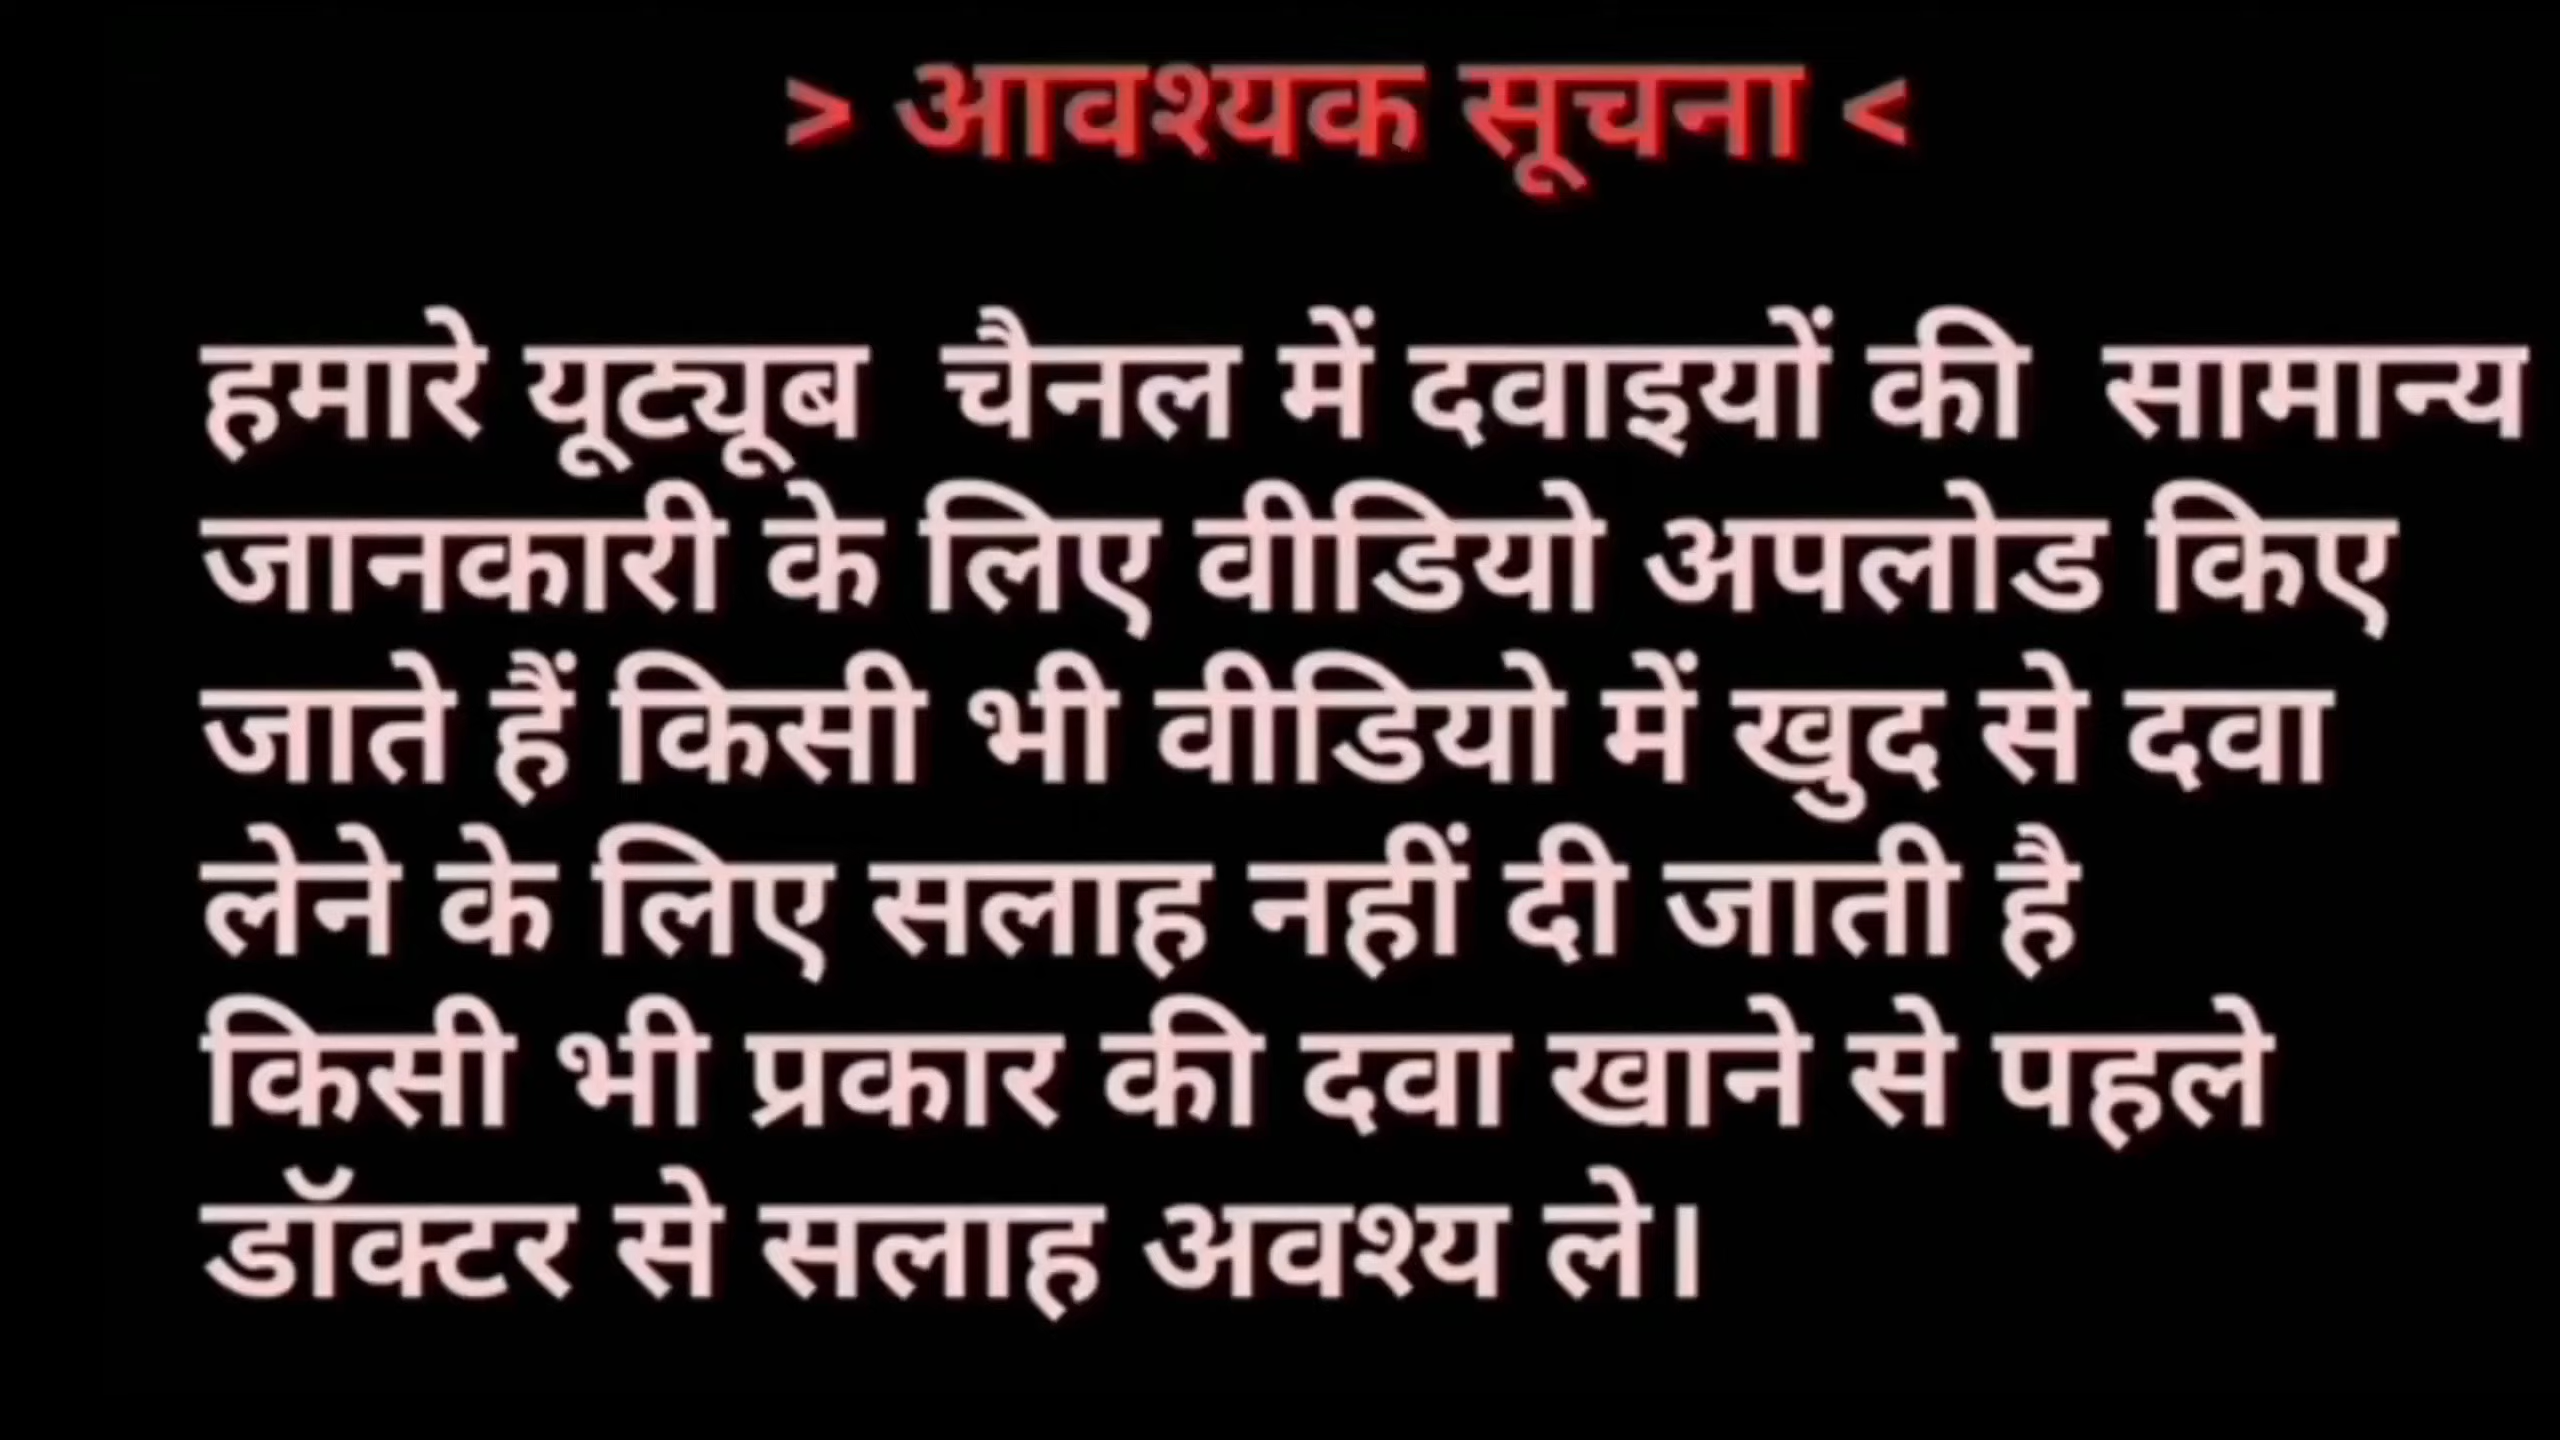 > आवश्यक सूचना <
हमारे यूट्यूब चैनल में दवाइयों की सामान्य
जानकारी के लिए वीडियो अपलोड किए
जाते हैं किसी भी वीडियो में खुद से दवा
लेने के लिए सलाह नहीं दी जाती है
किसी भी प्रकार की दवा खाने से पहले
डॉक्टर से सलाह अवश्य ले।